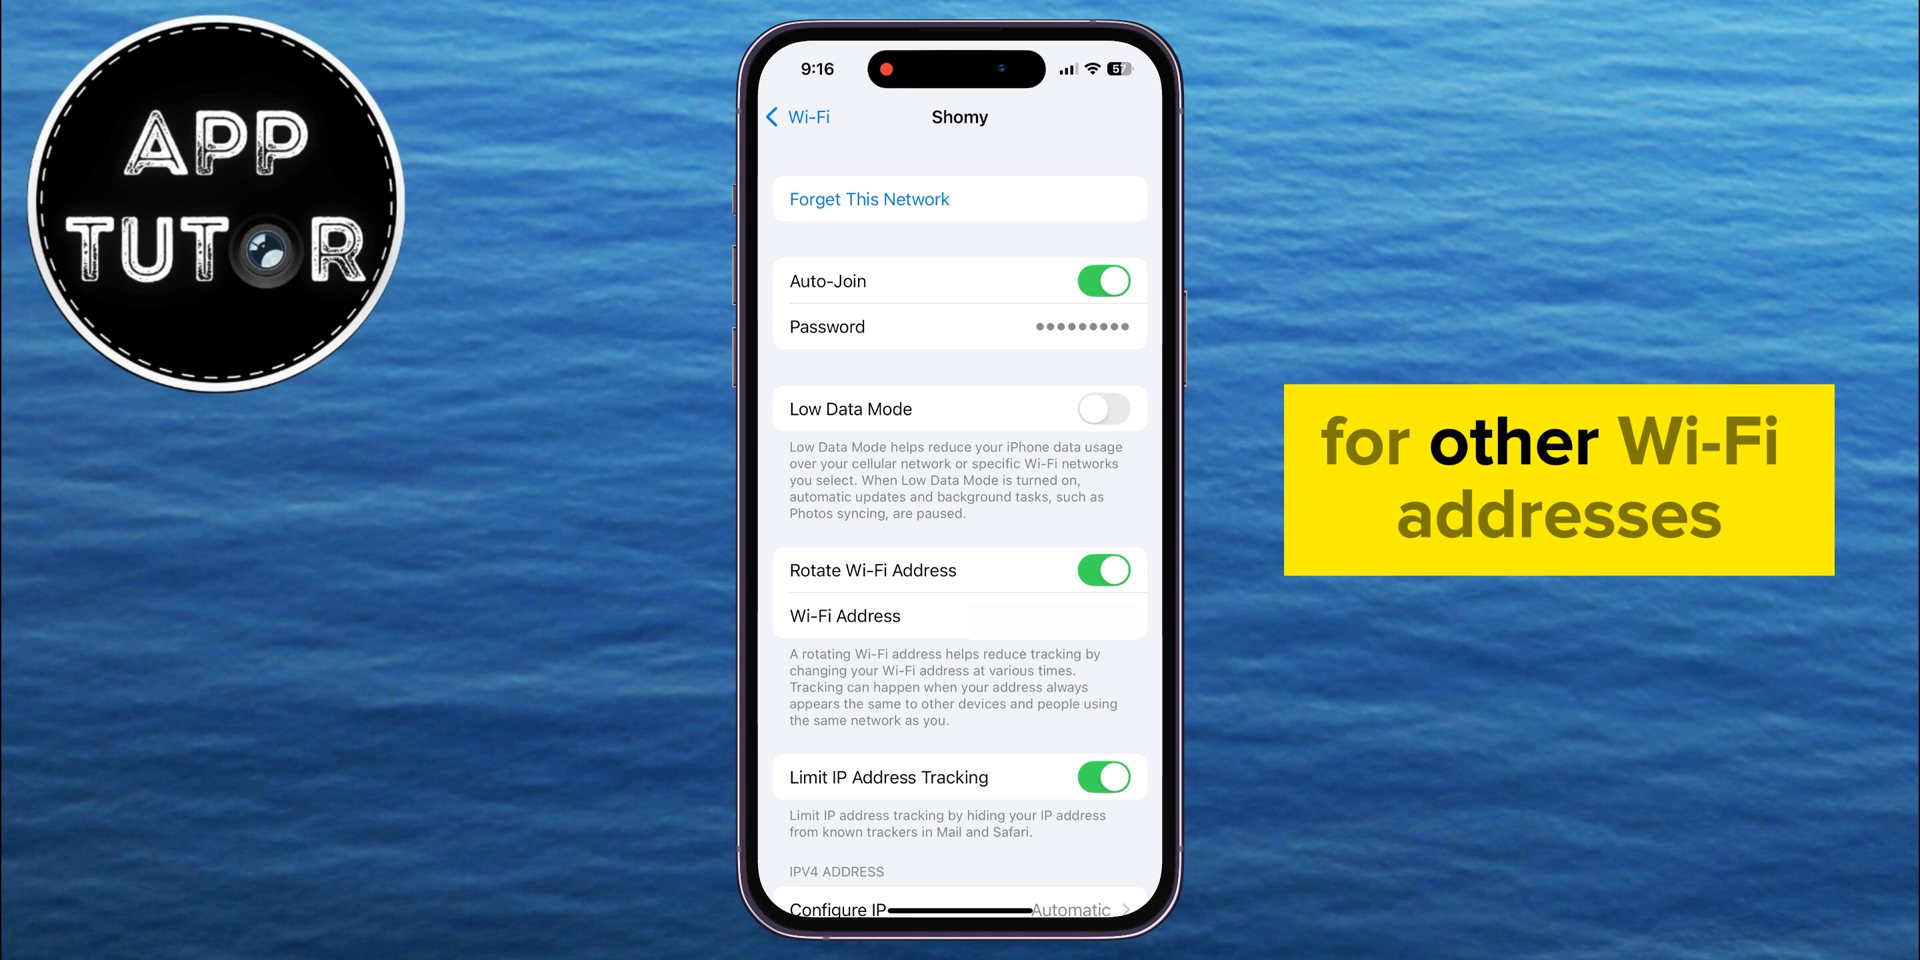 APP
TUTOR
9:16
57
Wi-Fi
Shomy
Forget This Network
Auto-Join
Password
•••••••••
Low Data Mode
Low Data Mode helps reduce your iPhone data usage
over your cellular network or specific Wi-Fi networks
you select. When Low Data Mode is turned on,
automatic updates and background tasks, such as
Photos syncing, are paused.
Rotate Wi-Fi Address
Wi-Fi Address
A rotating Wi-Fi address helps reduce tracking by
changing your Wi-Fi address at various times.
Tracking can happen when your address always
appears the same to other devices and people using
the same network as you.
Limit IP Address Tracking
Limit IP address tracking by hiding your IP address
from known trackers in Mail and Safari.
IPV4 ADDRESS
Configure IP
Automatic
for other Wi-Fi
addresses